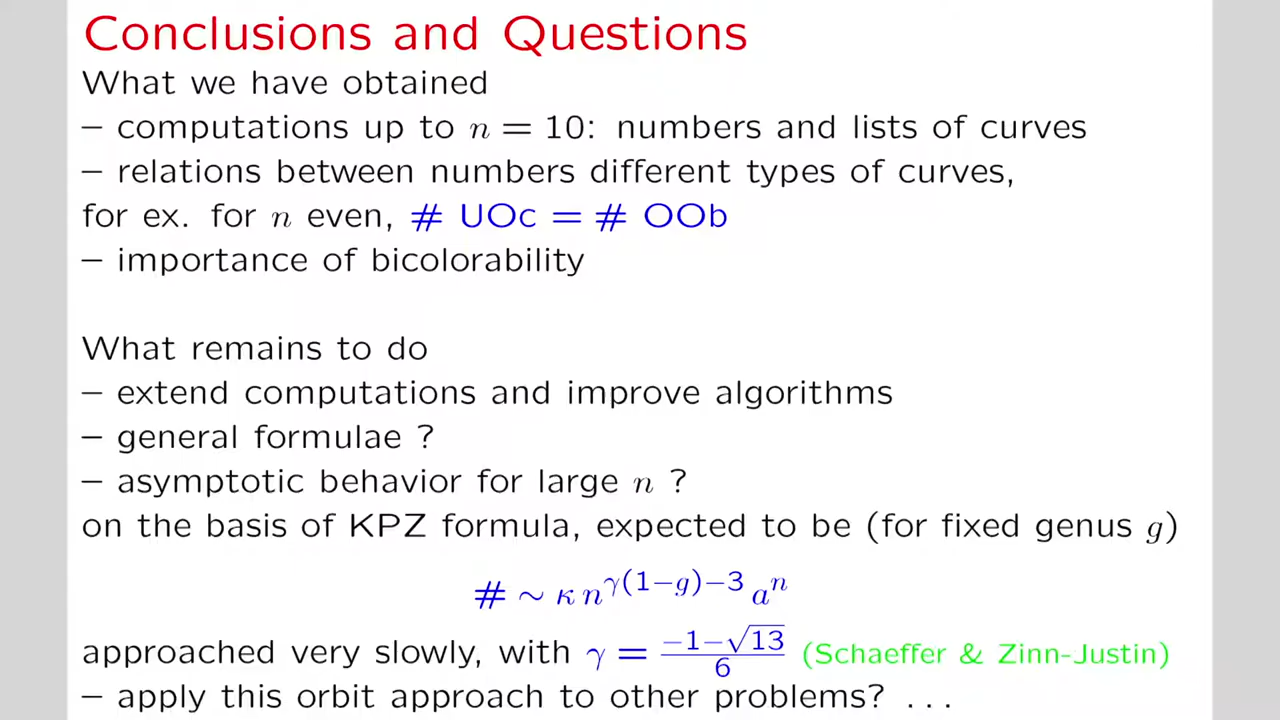 Conclusions and Questions
What we have obtained
– computations up to n = 10: numbers and lists of curves
– relations between numbers different types of curves,
for ex. for n even, # UOc = # OOb
– importance of bicolorability
What remains to do
– extend computations and improve algorithms
– general formulae ?
– asymptotic behavior for large n ?
on the basis of KPZ formula, expected to be (for fixed genus g)
# ∼ κ n^{γ(1−g)−3} a^n
approached very slowly, with γ = \frac{−1−√13}{6} (Schaeffer & Zinn-Justin)
– apply this orbit approach to other problems? . . .